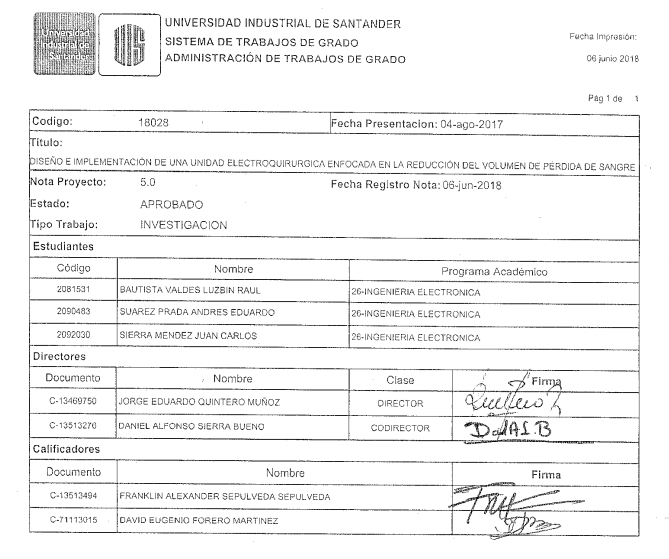 Universidad
Industrial de
Santander
UNIVERSIDAD INDUSTRIAL DE SANTANDER
SISTEMA DE TRABAJOS DE GRADO
ADMINISTRACIÓN DE TRABAJOS DE GRADO
Fecha Impresión:
06 junio 2018
Pág 1 de 1
Codigo: 18028 Fecha Presentacion: 04-ago-2017
Titulo:
DISEÑO E IMPLEMENTACIÓN DE UNA UNIDAD ELECTROQUIRURGICA ENFOCADA EN LA REDUCCIÓN DEL VOLUMEN DE PERDIDA DE SANGRE
Nota Proyecto: 5.0 Fecha Registro Nota: 06-jun-2018
Estado: APROBADO
Tipo Trabajo: INVESTIGACION
Estudiantes
Código Nombre Programa Académico
2081531 BAUTISTA VALDES LUZBIN RAUL 26-INGENIERIA ELECTRONICA
2090483 SUAREZ PRADA ANDRES EDUARDO 26-INGENIERIA ELECTRONICA
2092030 SIERRA MENDEZ JUAN CARLOS 26-INGENIERIA ELECTRONICA
Directores
Documento Nombre Clase Firma
C-13469750 JORGE EDUARDO QUINTERO MUÑOZ DIRECTOR
C-13513276 DANIEL ALFONSO SIERRA BUENO CODIRECTOR
Calificadores
Documento Nombre Firma
C-13513494 FRANKLIN ALEXANDER SEPULVEDA SEPULVEDA
C-71113015 DAVID EUGENIO FORERO MARTINEZ